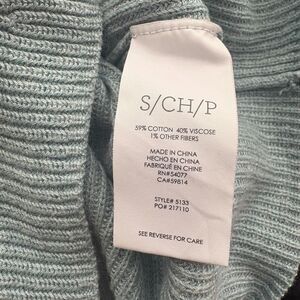 S/CH/P
59% COTTON 40% VISCOSE
1% OTHER FIBERS
MADE IN CHINA
HECHO EN CHINA
FABRIQUÉ EN CHINE
RN#54077
CA#59814
STYLE# 5133
PO# 217110
SEE REVERSE FOR CARE